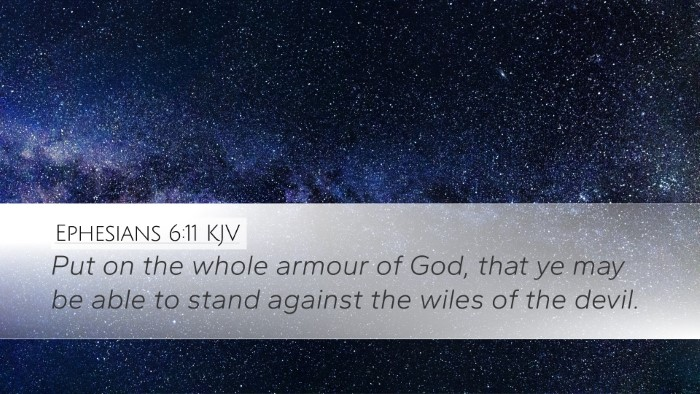 Ephesians 6:11 KJV
Put on the whole armour of God, that ye may
be able to stand against the wiles of the devil.